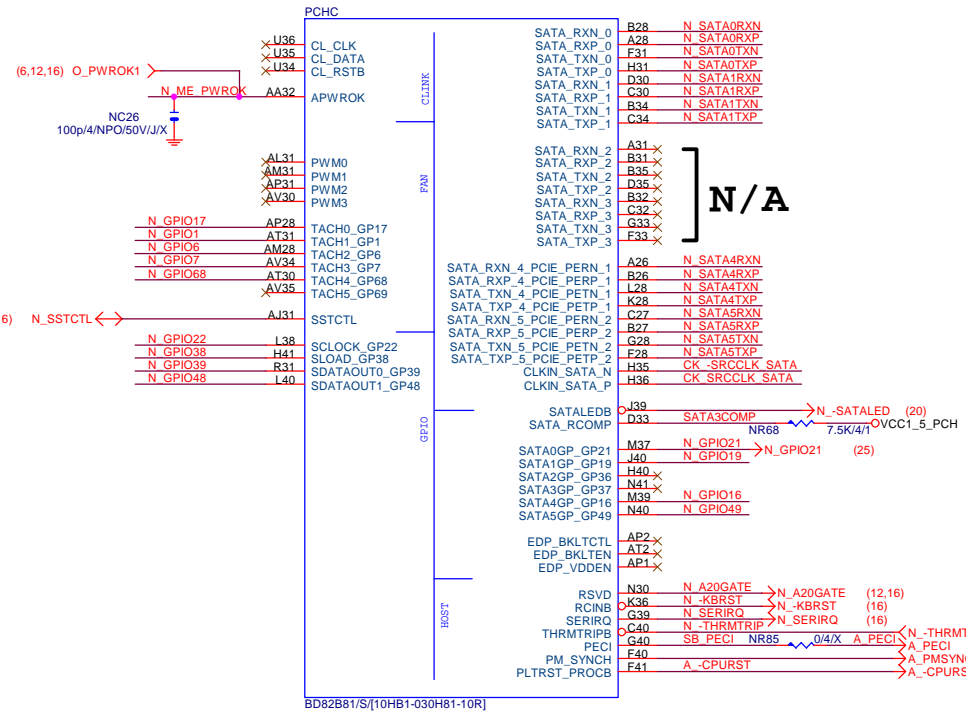 PCHC
U36 CL_CLK
U35 CL_DATA
U34 CL_RSTB
(6,12,16) O_PWROK1
N_ME_PWROK AA32 APWROK
NC26
100p/4/NPO/50V/J/X
AL31 PWM0
AM31 PWM1
AP31 PWM2
AV30 PWM3
N_GPIO17 AP28 TACH0_GP17
N_GPIO1 AT31 TACH1_GP1
N_GPIO6 AM28 TACH2_GP6
N_GPIO7 AV34 TACH3_GP7
N_GPIO68 AT30 TACH4_GP68
AV35 TACH5_GP69
6) N_SSTCTL AJ31 SSTCTL
N_GPIO22 L38 SCLOCK_GP22
N_GPIO38 H41 SLOAD_GP38
N_GPIO39 R31 SDATAOUT0_GP39
N_GPIO48 L40 SDATAOUT1_GP48
CLINK
FAN
GPIO
HOST
SATA_RXN_0 B28 N_SATA0RXN
SATA_RXP_0 A28 N_SATA0RXP
SATA_TXN_0 F31 N_SATA0TXN
SATA_TXP_0 H31 N_SATA0TXP
SATA_RXN_1 D30 N_SATA1RXN
SATA_RXP_1 C30 N_SATA1RXP
SATA_TXN_1 B34 N_SATA1TXN
SATA_TXP_1 C34 N_SATA1TXP
SATA_RXN_2 A31
SATA_RXP_2 B31
SATA_TXN_2 B35
SATA_TXP_2 D35
SATA_RXN_3 B32
SATA_RXP_3 C32
SATA_TXN_3 G33
SATA_TXP_3 F33
N/A
SATA_RXN_4_PCIE_PERN_1 A26 N_SATA4RXN
SATA_RXP_4_PCIE_PERP_1 B26 N_SATA4RXP
SATA_TXN_4_PCIE_PETN_1 L28 N_SATA4TXN
SATA_TXP_4_PCIE_PETP_1 K28 N_SATA4TXP
SATA_RXN_5_PCIE_PERN_2 C27 N_SATA5RXN
SATA_RXP_5_PCIE_PERP_2 B27 N_SATA5RXP
SATA_TXN_5_PCIE_PETN_2 G28 N_SATA5TXN
SATA_TXP_5_PCIE_PETP_2 F28 N_SATA5TXP
CLKIN_SATA_N H35 CK_-SRCCLK_SATA
CLKIN_SATA_P H36 CK_SRCCLK_SATA
SATALEDB J39 N_-SATALED (20)
SATA_RCOMP D33 SATA3COMP NR68 7.5K/4/1 VCC1_5_PCH
SATA0GP_GP21 M37 N_GPIO21 N_GPIO21 (25)
SATA1GP_GP19 J40 N_GPIO19
SATA2GP_GP36 H40
SATA3GP_GP37 N41
SATA4GP_GP16 M39 N_GPIO16
SATA5GP_GP49 N40 N_GPIO49
EDP_BKLTCTL AP2
EDP_BKLTEN AT2
EDP_VDDEN AP1
RSVD N30 N_A20GATE N_A20GATE (12,16)
RCINB K36 N_-KBRST N_-KBRST (16)
SERIRQ G39 N_SERIRQ N_SERIRQ (16)
THRMTRIPB C40 N_-THRMTRIP N_-THRMT
PECI G40 SB_PECI NR85 0/4/X A_PECI A_PECI
PM_SYNCH F40 A_PMSYN
PLTRST_PROCB F41 A_-CPURST A_-CPURS
BD82B81/S/[10HB1-030H81-10R]